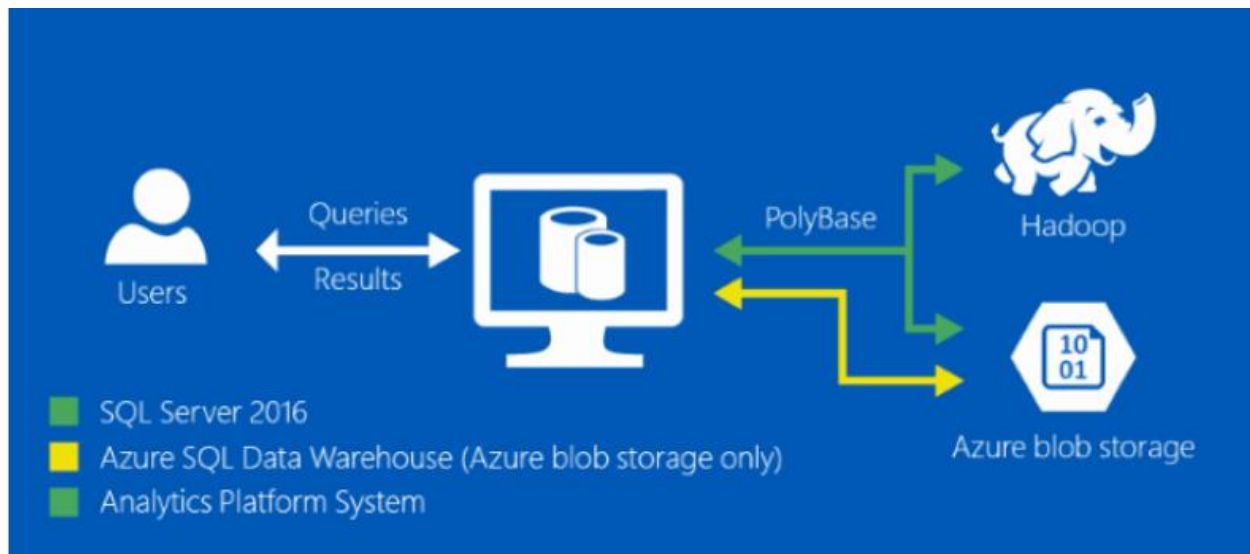 Queries
Results
Users
PolyBase
Hadoop
10
01
Azure blob storage
SQL Server 2016
Azure SQL Data Warehouse (Azure blob storage only)
Analytics Platform System